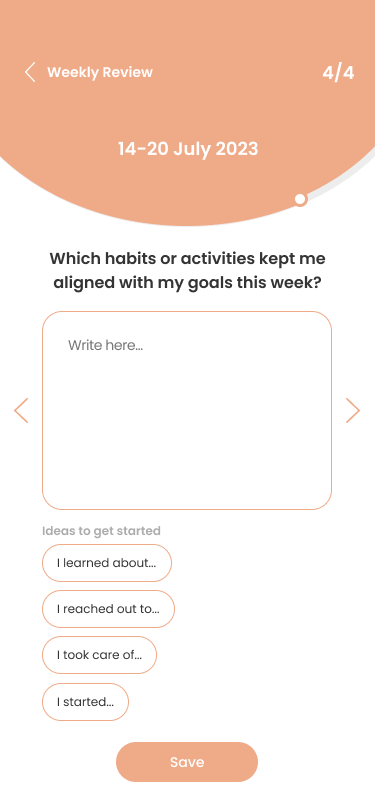 Weekly Review
4/4
14-20 July 2023
Which habits or activities kept me
aligned with my goals this week?
Write here...
Ideas to get started
I learned about...
I reached out to...
I took care of...
I started...
Save